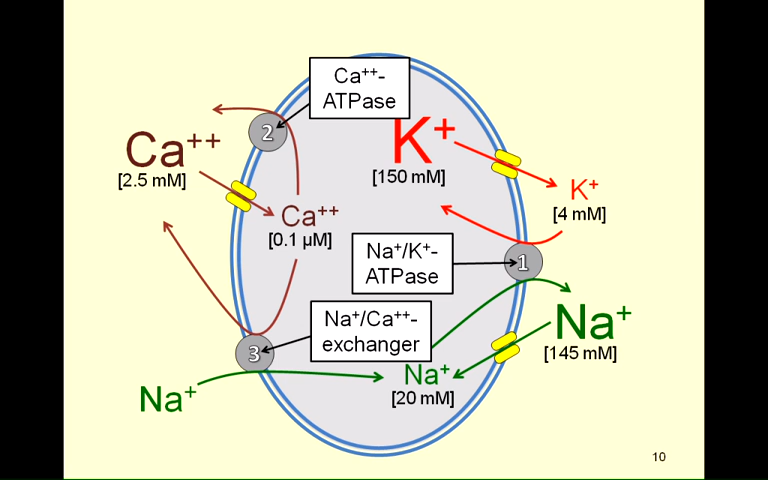 Ca⁺⁺-
ATPase
2
K⁺
[150 mM]
Ca⁺⁺
[2.5 mM]
K⁺
[4 mM]
Ca⁺⁺
[0.1 µM]
Na⁺/K⁺-
ATPase
1
Na⁺/Ca⁺⁺-
exchanger
3
Na⁺
[145 mM]
Na⁺
[20 mM]
Na⁺
10